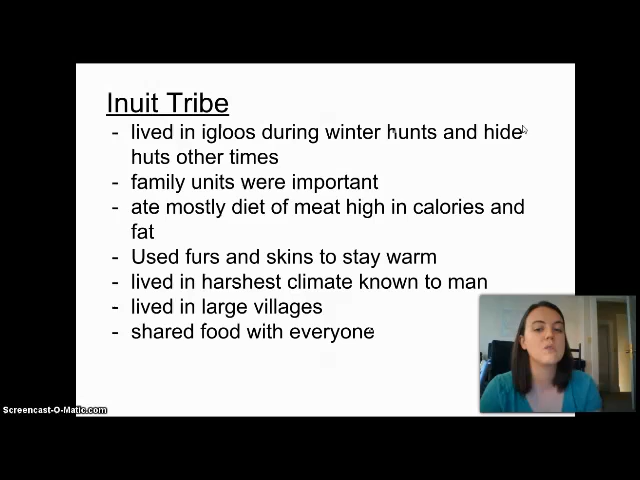 Inuit Tribe
- lived in igloos during winter hunts and hide
huts other times
- family units were important
- ate mostly diet of meat high in calories and
fat
- Used furs and skins to stay warm
- lived in harshest climate known to man
- lived in large villages
- shared food with everyone
Screencast-O-Matic.com